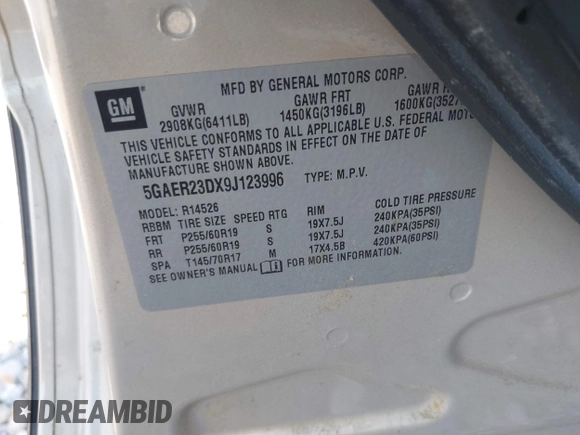 MFD BY GENERAL MOTORS CORP.
GM
GVWR GAWR FRT GAWR
2908KG(6411LB) 1450KG(3196LB) 1600KG(3527
THIS VEHICLE CONFORMS TO ALL APPLICABLE U.S. FEDERAL
VEHICLE SAFETY STANDARDS IN EFFECT ON THE DATE OF
MANUFACTURE SHOWN ABOVE.
5GAER23DX9J123996 TYPE: M.P.V.
MODEL: R14526
RBBM TIRE SIZE SPEED RTG RIM COLD TIRE PRESSURE
FRT P255/60R19 S 19X7.5J 240KPA(35PSI)
RR P255/60R19 S 19X7.5J 240KPA(35PSI)
SPA T145/70R17 M 17X4.5B 420KPA(60PSI)
SEE OWNER'S MANUAL FOR MORE INFORMATION.
DREAMBID